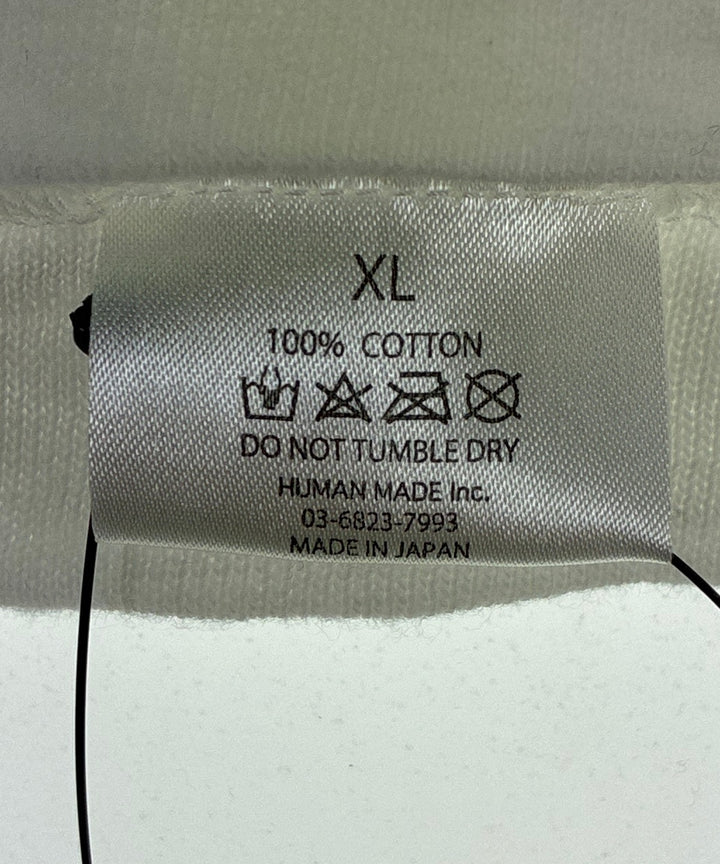 XL
100% COTTON
DO NOT TUMBLE DRY
HUMAN MADE Inc.
03-6823-7993
MADE IN JAPAN